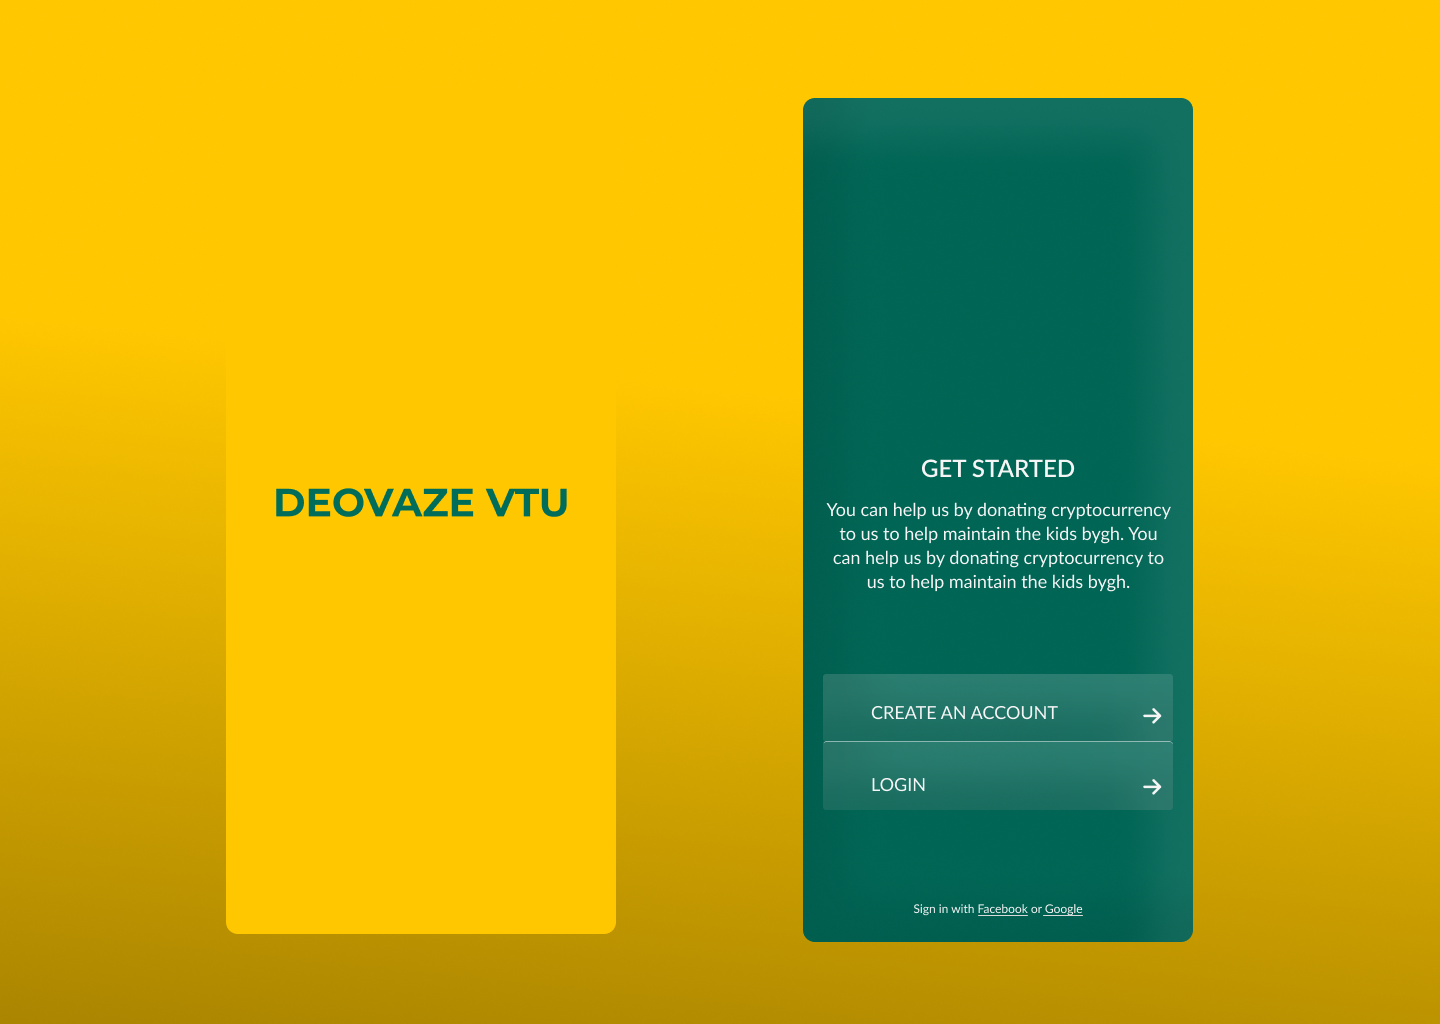 DEOVAZE VTU
GET STARTED
You can help us by donating cryptocurrency
to us to help maintain the kids bygh. You
can help us by donating cryptocurrency to
us to help maintain the kids bygh.
CREATE AN ACCOUNT
LOGIN
Sign in with Facebook or Google